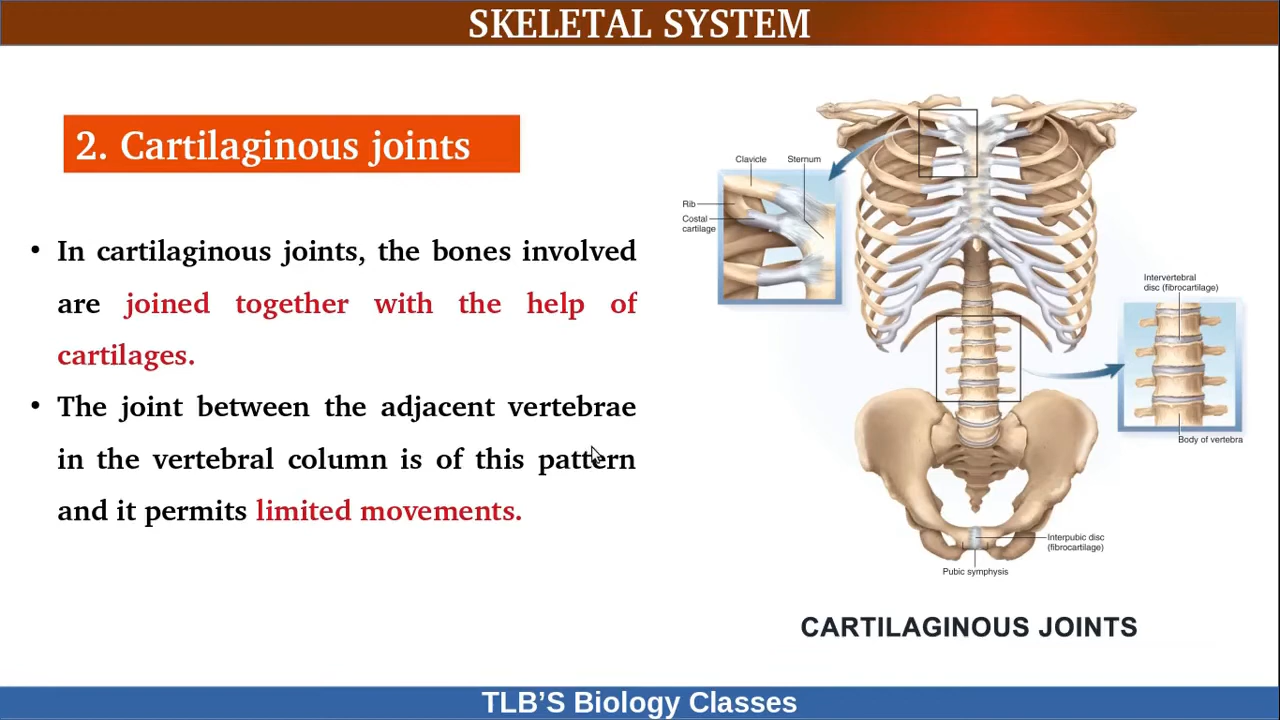 SKELETAL SYSTEM
2. Cartilaginous joints
• In cartilaginous joints, the bones involved
are joined together with the help of
cartilages.
• The joint between the adjacent vertebrae
in the vertebral column is of this pattern
and it permits limited movements.
Clavicle
Sternum
Rib
Costal
cartilage
Intervertebral
disc (fibrocartilage)
Body of vertebra
Interpubic disc
(fibrocartilage)
Pubic symphysis
CARTILAGINOUS JOINTS
TLB'S Biology Classes